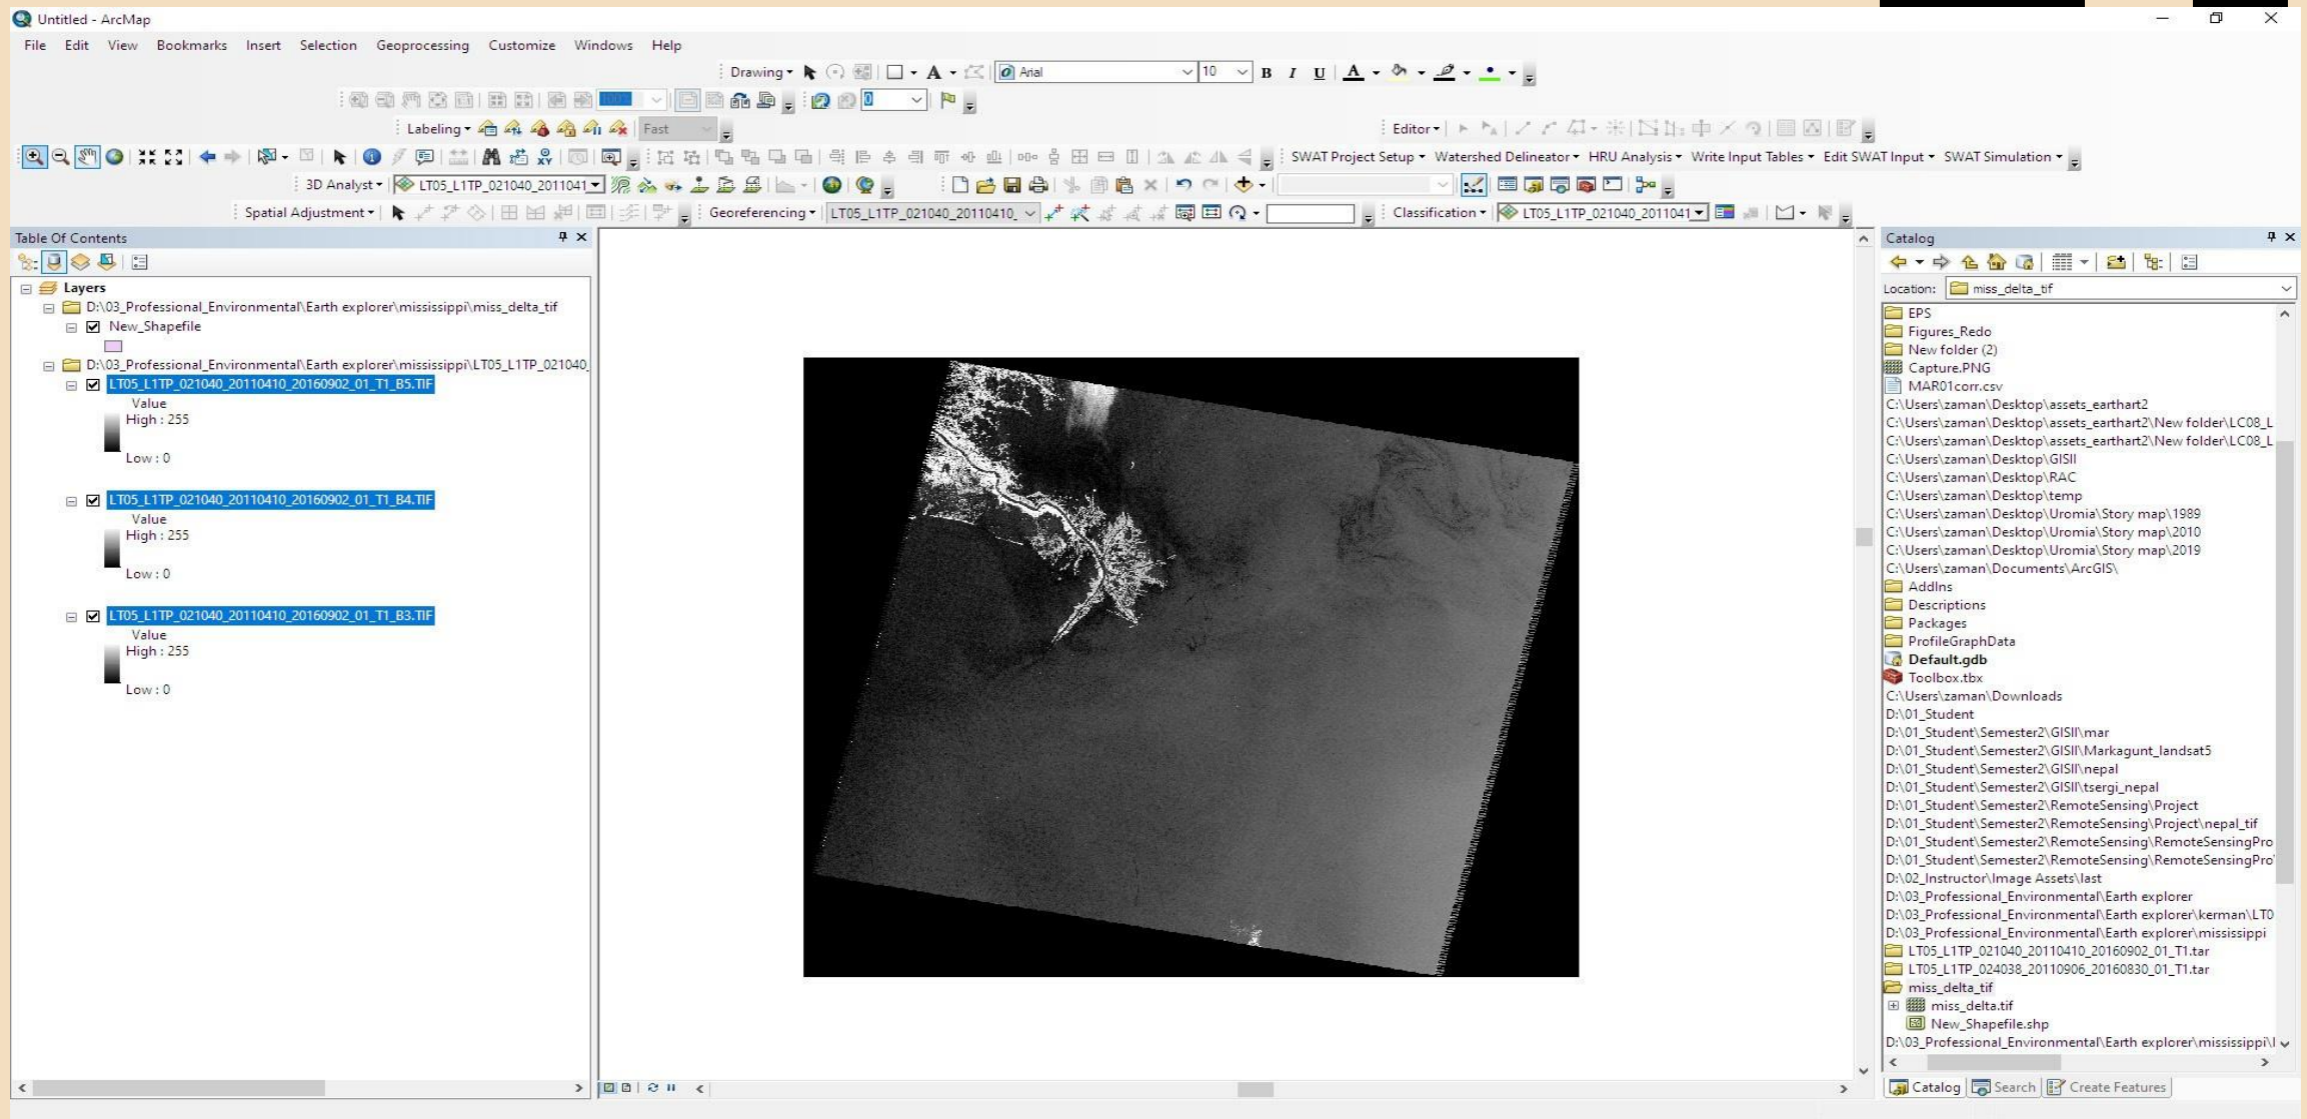 Untitled - ArcMap
File Edit View Bookmarks Insert Selection Geoprocessing Customize Windows Help
Drawing A Arial 10 B I U A
100%
0
Labeling Fast
Editor
SWAT Project Setup Watershed Delineator HRU Analysis Write Input Tables Edit SWAT Input SWAT Simulation
3D Analyst LT05_L1TP_021040_2011041
Spatial Adjustment Georeferencing LT05_L1TP_021040_20110410_ Classification LT05_L1TP_021040_2011041
Table Of Contents
Layers
D:\03_Professional_Environmental\Earth explorer\mississippi\miss_delta_tif
New_Shapefile
D:\03_Professional_Environmental\Earth explorer\mississippi\LT05_L1TP_021040_
LT05_L1TP_021040_20110410_20160902_01_T1_B5.TIF
Value
High : 255
Low : 0
LT05_L1TP_021040_20110410_20160902_01_T1_B4.TIF
Value
High : 255
Low : 0
LT05_L1TP_021040_20110410_20160902_01_T1_B3.TIF
Value
High : 255
Low : 0
Catalog
Location: miss_delta_tif
EPS
Figures_Redo
New folder (2)
Capture.PNG
MAR01corr.csv
C:\Users\zaman\Desktop\assets_earthart2
C:\Users\zaman\Desktop\assets_earthart2\New folder\LC08_L
C:\Users\zaman\Desktop\assets_earthart2\New folder\LC08_L
C:\Users\zaman\Desktop\GISII
C:\Users\zaman\Desktop\RAC
C:\Users\zaman\Desktop\temp
C:\Users\zaman\Desktop\Uromia\Story map\1989
C:\Users\zaman\Desktop\Uromia\Story map\2010
C:\Users\zaman\Desktop\Uromia\Story map\2019
C:\Users\zaman\Documents\ArcGIS\
AddIns
Descriptions
Packages
ProfileGraphData
Default.gdb
Toolbox.tbx
C:\Users\zaman\Downloads
D:\01_Student
D:\01_Student\Semester2\GISII\mar
D:\01_Student\Semester2\GISII\Markagunt_landsat5
D:\01_Student\Semester2\GISII\nepal
D:\01_Student\Semester2\GISII\tsergi_nepal
D:\01_Student\Semester2\RemoteSensing\Project
D:\01_Student\Semester2\RemoteSensing\Project\nepal_tif
D:\01_Student\Semester2\RemoteSensing\RemoteSensingPro
D:\01_Student\Semester2\RemoteSensing\RemoteSensingPro
D:\02_Instructor\Image Assets\last
D:\03_Professional_Environmental\Earth explorer
D:\03_Professional_Environmental\Earth explorer\kerman\LT0
D:\03_Professional_Environmental\Earth explorer\mississippi
LT05_L1TP_021040_20110410_20160902_01_T1.tar
LT05_L1TP_024038_20110906_20160830_01_T1.tar
miss_delta_tif
miss_delta.tif
New_Shapefile.shp
D:\03_Professional_Environmental\Earth explorer\mississippi\
Catalog Search Create Features